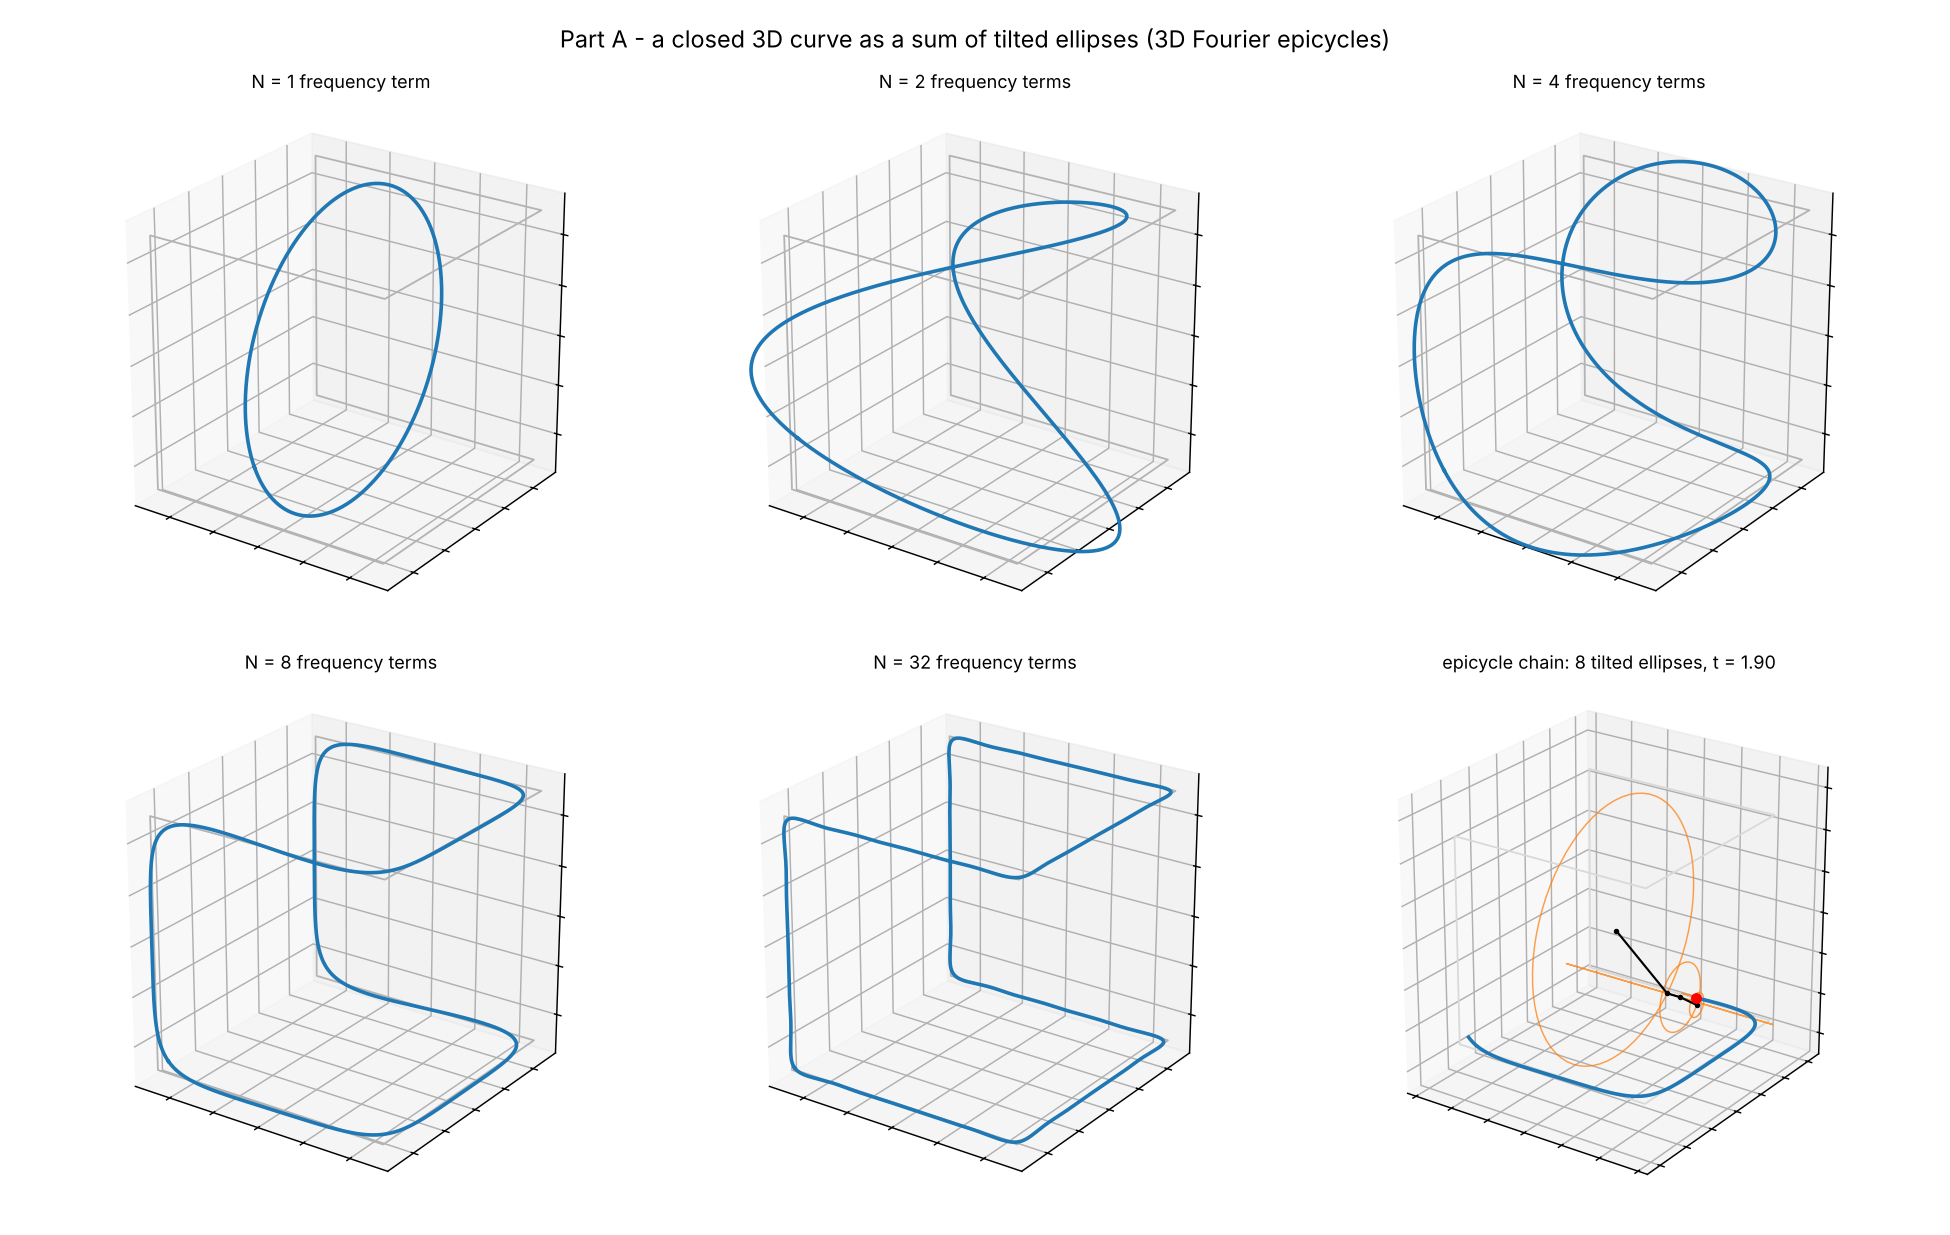 Part A - a closed 3D curve as a sum of tilted ellipses (3D Fourier epicycles)
N = 1 frequency term
N = 2 frequency terms
N = 4 frequency terms
N = 8 frequency terms
N = 32 frequency terms
epicycle chain: 8 tilted ellipses, t = 1.90